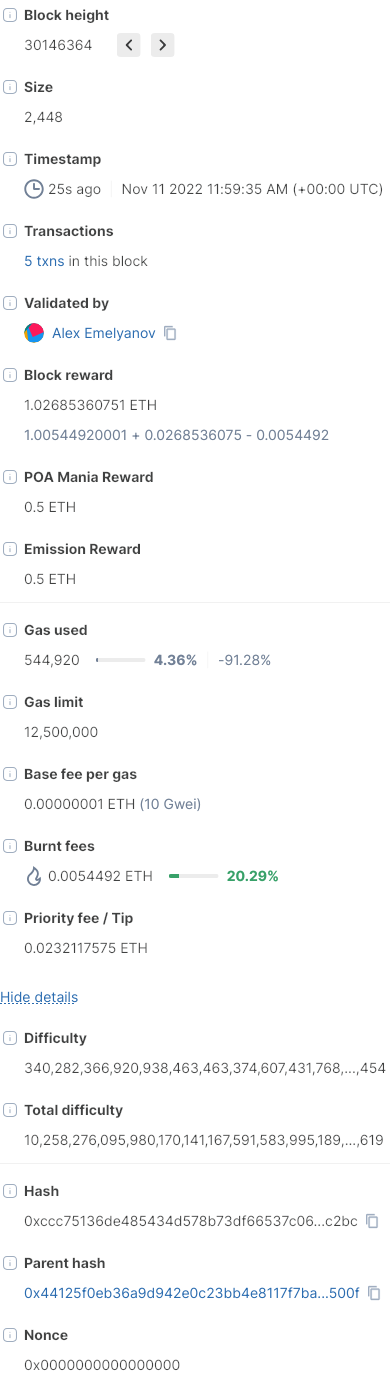 Block height
30146364
Size
2,448
Timestamp
25s ago Nov 11 2022 11:59:35 AM (+00:00 UTC)
Transactions
5 txns in this block
Validated by
Alex Emelyanov
Block reward
1.02685360751 ETH
1.00544920001 + 0.0268536075 - 0.0054492
POA Mania Reward
0.5 ETH
Emission Reward
0.5 ETH
Gas used
544,920 4.36% -91.28%
Gas limit
12,500,000
Base fee per gas
0.00000001 ETH (10 Gwei)
Burnt fees
0.0054492 ETH 20.29%
Priority fee / Tip
0.0232117575 ETH
Hide details
Difficulty
340,282,366,920,938,463,463,374,607,431,768,...,454
Total difficulty
10,258,276,095,980,170,141,167,591,583,995,189,...,619
Hash
0xccc75136de485434d578b73df66537c06...c2bc
Parent hash
0x44125f0eb36a9d942e0c23bb4e8117f7ba...500f
Nonce
0x0000000000000000